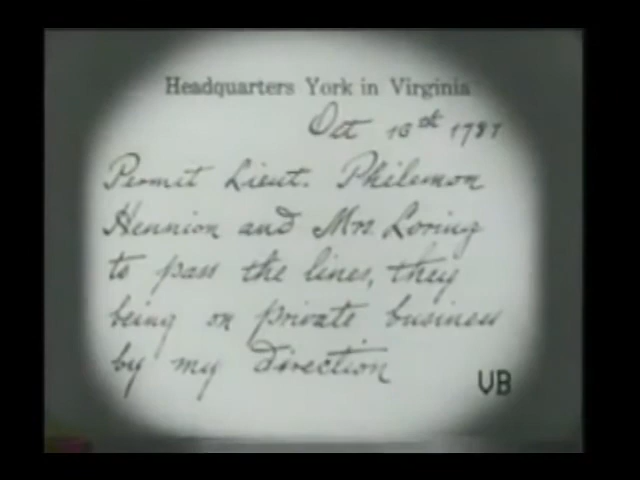 Headquarters York in Virginia
Oct 16th 1781
Permit Lieut. Philemon
Hennion and Mrs. Loring
to pass the lines, they
being on private business
by my direction
VB